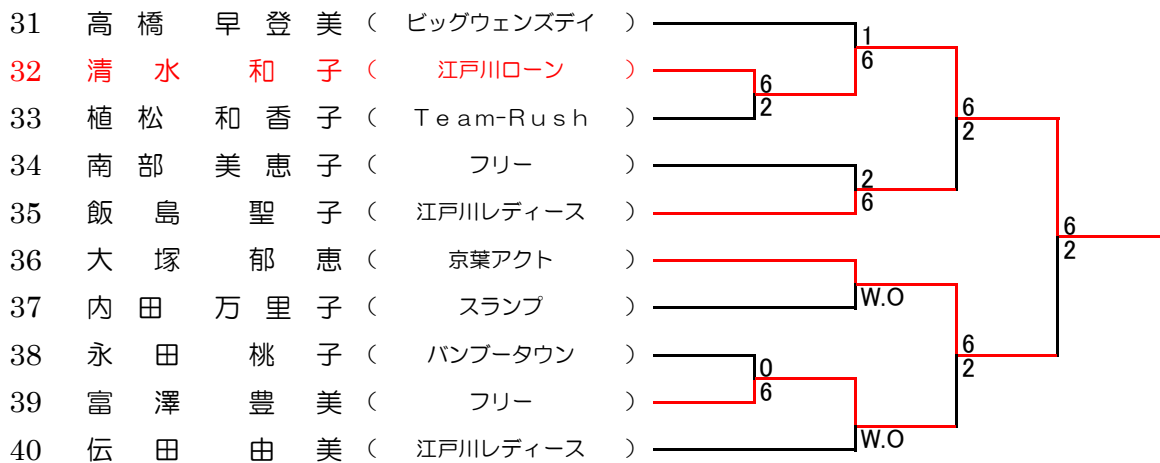 31 高橋 早登美 ( ビッグウェンズデイ )
1
32 清水 和子 ( 江戸川ローン )
6
6
33 植松 和香子 ( Ｔｅａｍ-Ｒｕｓｈ )
2
6
2
34 南部 美恵子 ( フリー )
2
35 飯島 聖子 ( 江戸川レディース )
6
6
2
36 大塚 郁恵 ( 京葉アクト )
37 内田 万里子 ( スランプ )
W.O
38 永田 桃子 ( バンブータウン )
0
6
2
39 富澤 豊美 ( フリー )
6
40 伝田 由美 ( 江戸川レディース )
W.O